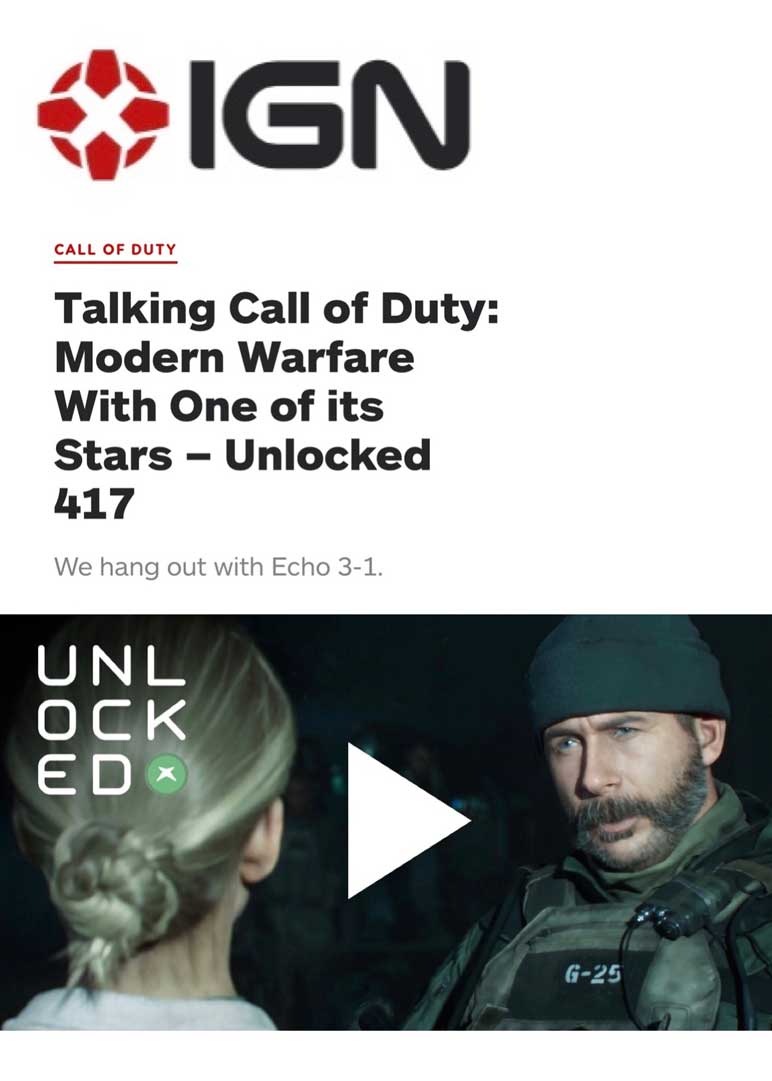 IGN
CALL OF DUTY
Talking Call of Duty:
Modern Warfare
With One of its
Stars – Unlocked
417
We hang out with Echo 3-1.
UNL
OCK
ED
G-25